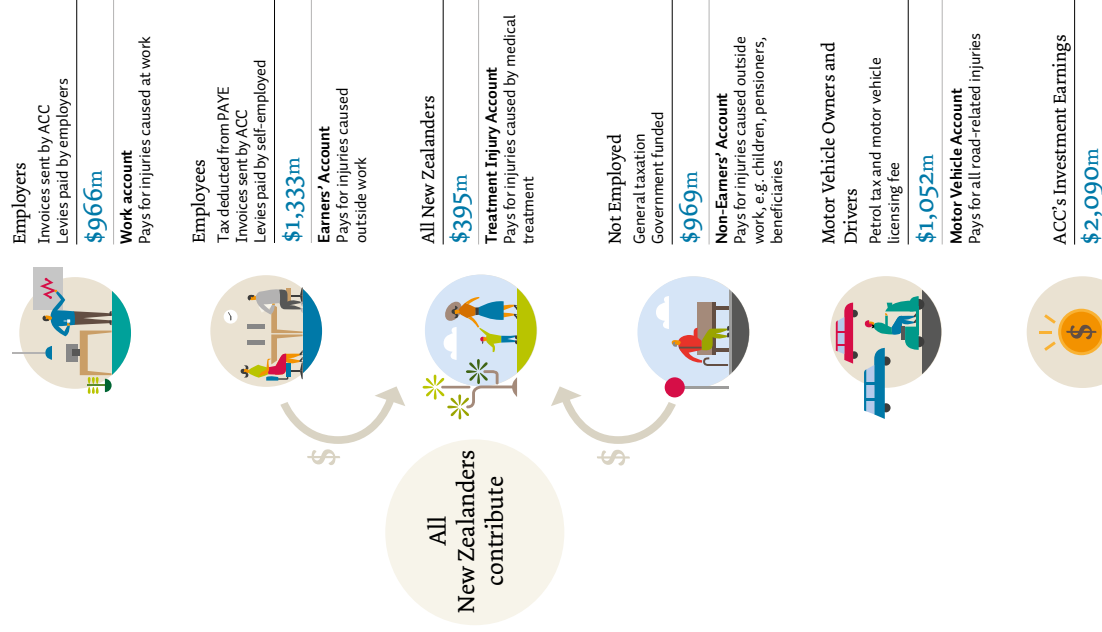 All
New Zealanders
contribute
$
$
Employers
Invoices sent by ACC
Levies paid by employers
$966m
Work account
Pays for injuries caused at work
Employees
Tax deducted from PAYE
Invoices sent by ACC
Levies paid by self-employed
$1,333m
Earners' Account
Pays for injuries caused
outside work
All New Zealanders
$395m
Treatment Injury Account
Pays for injuries caused by medical
treatment
Not Employed
General taxation
Government funded
$969m
Non-Earners' Account
Pays for injuries caused outside
work, e.g. children, pensioners,
beneficiaries
Motor Vehicle Owners and
Drivers
Petrol tax and motor vehicle
licensing fee
$1,052m
Motor Vehicle Account
Pays for all road-related injuries
$
ACC's Investment Earnings
$2,090m